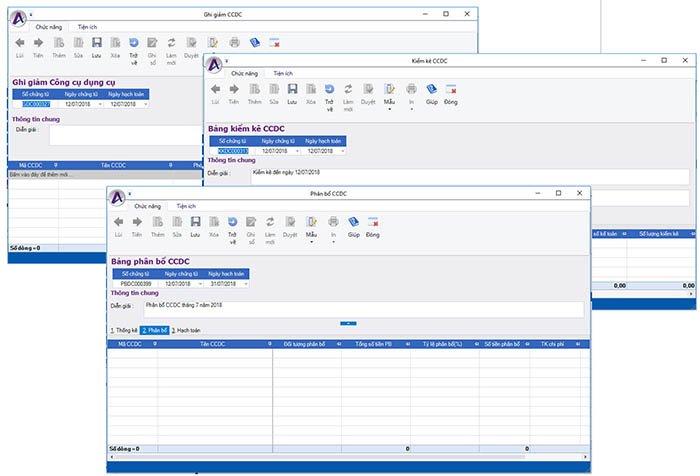 Ghi giảm CCDC
Chức năng Tiện ích
Lùi Tiến Thêm Sửa Lưu Xóa Trở về Ghi sổ Làm mới Duyệt
Ghi giảm Công cụ dụng cụ
Số chứng từ Ngày chứng từ Ngày hạch toán
GGDC000327 12/07/2018 12/07/2018
Thông tin chung
Diễn giải :
Mã CCDC Tên CCDC
Bấm vào đây để thêm mới...
Số dòng = 0
Kiểm kê CCDC
Chức năng Tiện ích
Lùi Tiến Thêm Sửa Lưu Xóa Trở về Làm mới Duyệt Mẫu In Giúp Đóng
Bảng kiểm kê CCDC
Số chứng từ Ngày chứng từ Ngày hạch toán
KKDC000373 12/07/2018 12/07/2018
Thông tin chung
Diễn giải : Kiểm kê đến ngày 12/07/2018
số kế toán Số lượng kiểm kê
0,00 0,00
Phân bổ CCDC
Chức năng Tiện ích
Lùi Tiến Thêm Sửa Lưu Xóa Trở về Ghi sổ Làm mới Duyệt Mẫu In Giúp Đóng
Bảng phân bổ CCDC
Số chứng từ Ngày chứng từ Ngày hạch toán
PBDC000399 12/07/2018 31/07/2018
Thông tin chung
Diễn giải : Phân bổ CCDC tháng 7 năm 2018
1. Thống kê 2. Phân bổ 3. Hạch toán
Mã CCDC Tên CCDC Đối tượng phân bổ Tổng số tiền PB Tỷ lệ phân bổ(%) Số tiền phân bổ TK chi phí
Số dòng = 0 0 0